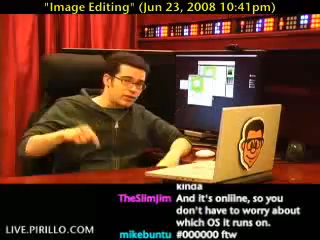 "Image Editing" (Jun 23, 2008 10:41pm)
kinda
TheSlimJim And it's onliine, so you
don't have to worry about
which OS it runs on.
LIVE.PIRILLO.COM mikebuntu #000000 ftw